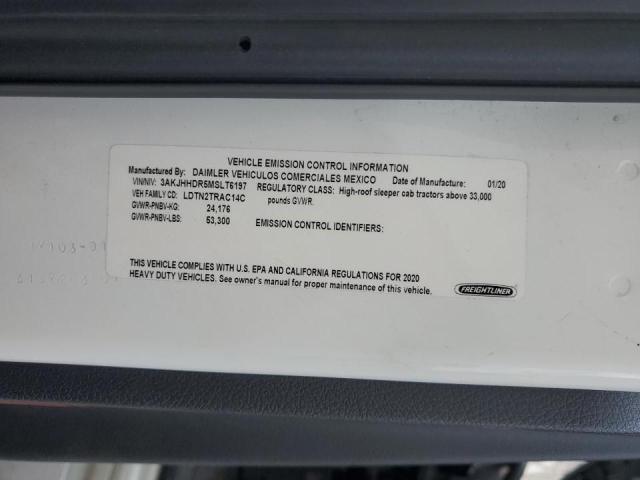 VEHICLE EMISSION CONTROL INFORMATION
Manufactured By: DAIMLER VEHICULOS COMERCIALES MEXICO Date of Manufacture: 01/20
VIN/NIV: 3AKJHHDR5MSLT6197 REGULATORY CLASS: High-roof sleeper cab tractors above 33,000
VEH FAMILY CD: LDTN2TRAC14C pounds GVWR.
GVWR-PNBV-KG: 24,176
GVWR-PNBV-LBS: 53,300 EMISSION CONTROL IDENTIFIERS:
THIS VEHICLE COMPLIES WITH U.S. EPA AND CALIFORNIA REGULATIONS FOR 2020
HEAVY DUTY VEHICLES. See owner's manual for proper maintenance of this vehicle.
FREIGHTLINER